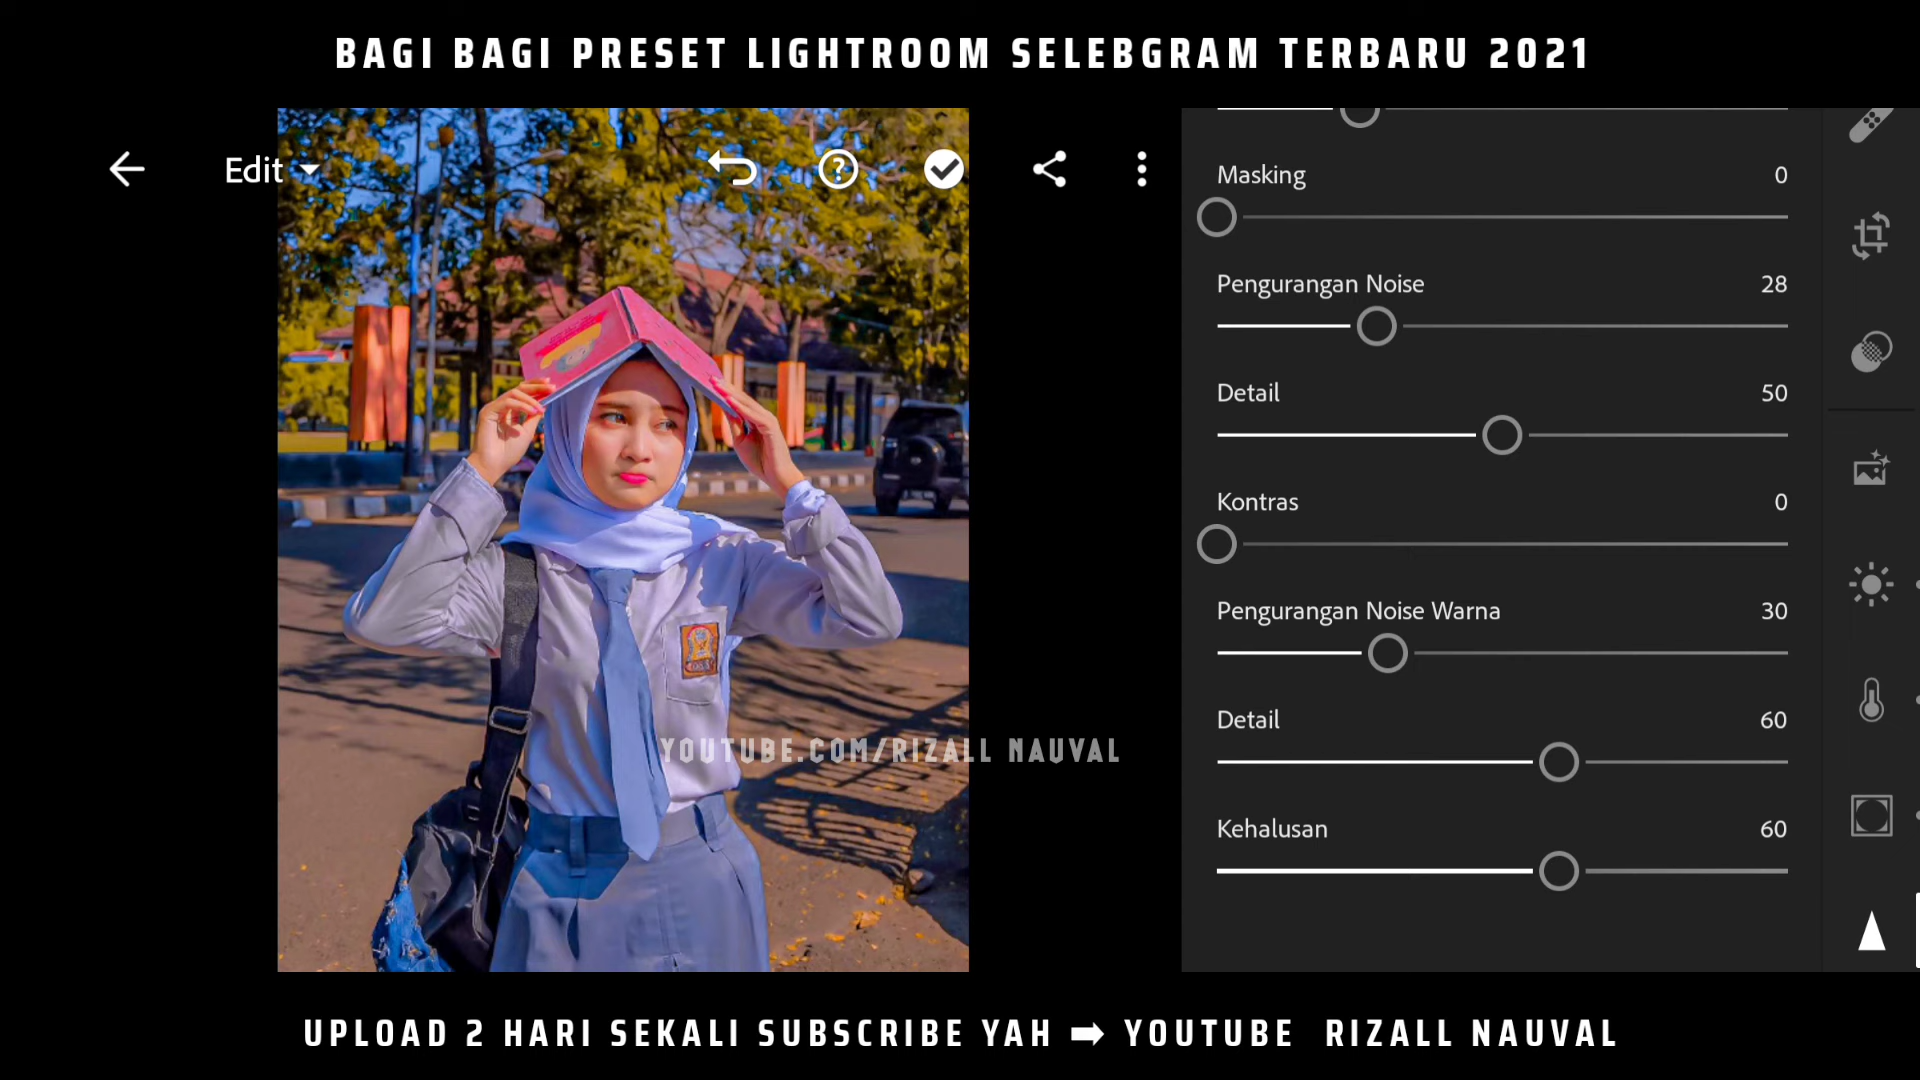 BAGI BAGI PRESET LIGHTROOM SELEBGRAM TERBARU 2021
Edit
Masking 0
Pengurangan Noise 28
Detail 50
Kontras 0
Pengurangan Noise Warna 30
Detail 60
Kehalusan 60
YOUTUBE.COM/RIZALL NAUVAL
UPLOAD 2 HARI SEKALI SUBSCRIBE YAH ➡ YOUTUBE RIZALL NAUVAL